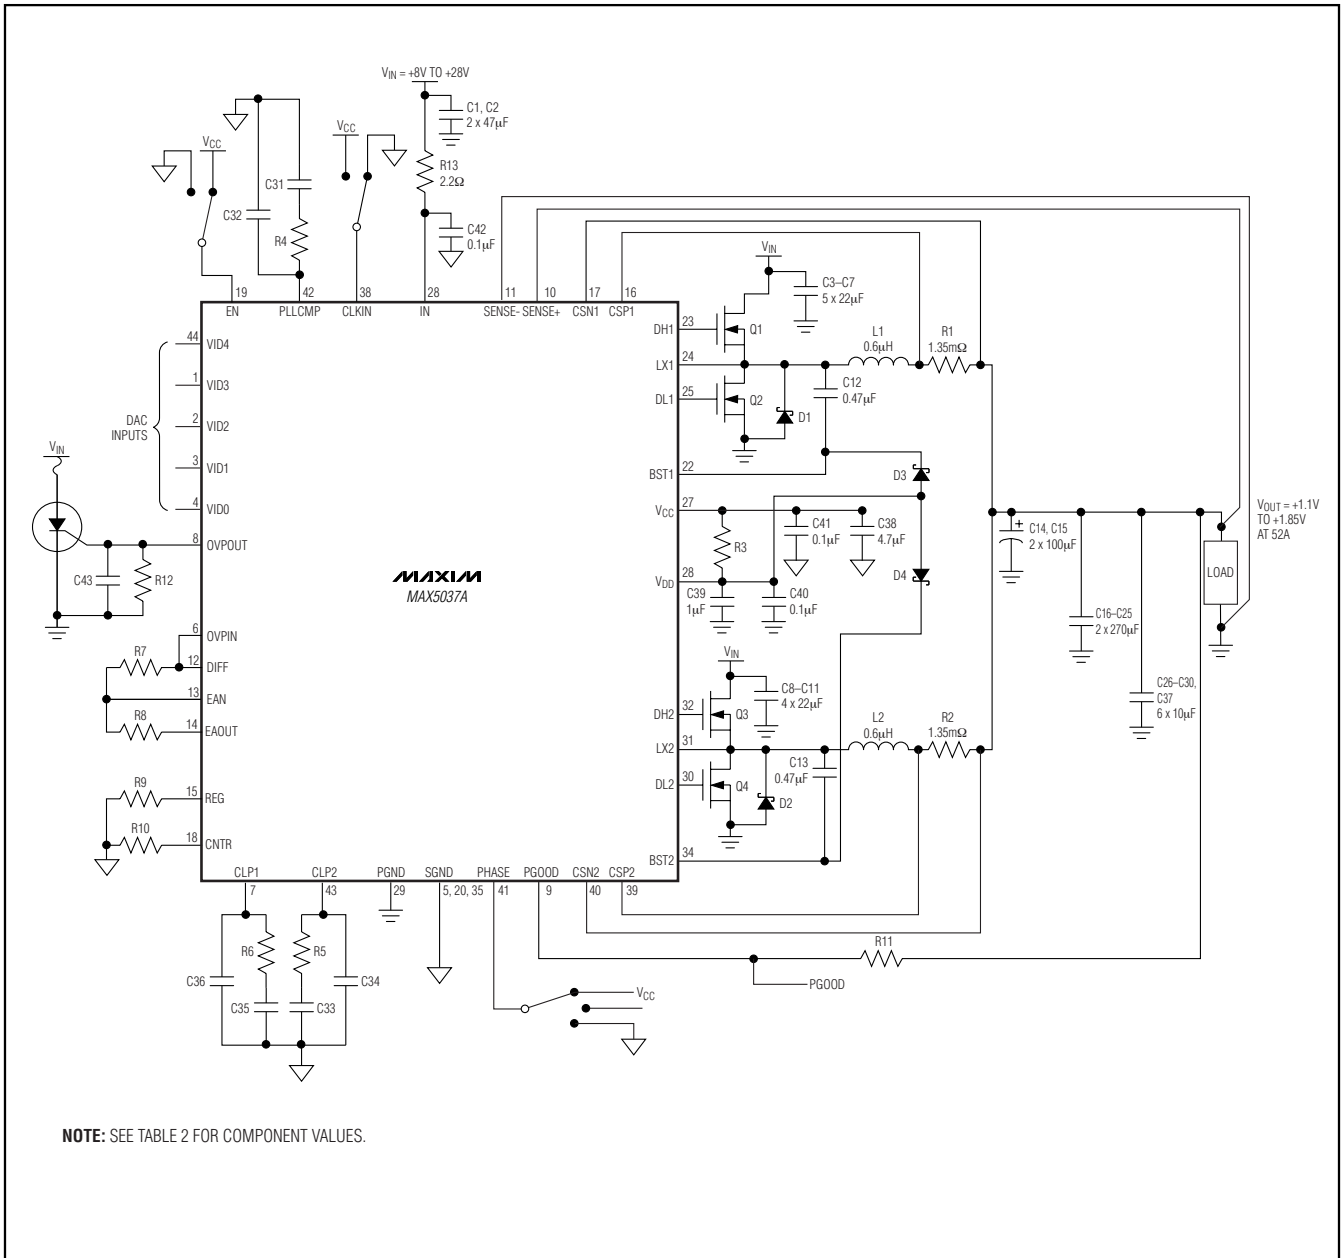 V_IN = +8V TO +28V
C1, C2
2 x 47µF
V_CC
V_CC
R13
2.2Ω
C31
C32
R4
C42
0.1µF
V_IN
C3–C7
5 x 22µF
19
42
38
28
11
10
17
16
EN
PLLCMP
CLKIN
IN
SENSE-
SENSE+
CSN1
CSP1
44
VID4
1
VID3
2
VID2
3
VID1
4
VID0
DAC
INPUTS
V_IN
8
OVPOUT
C43
R12
6
OVPIN
R7
12
DIFF
13
EAN
R8
14
EAOUT
R9
15
REG
R10
18
CNTR
MAXIM
MAX5037A
DH1
23
Q1
LX1
24
L1
0.6µH
R1
1.35mΩ
DL1
25
Q2
D1
C12
0.47µF
BST1
22
D3
V_CC
27
R3
C41
0.1µF
C38
4.7µF
V_DD
28
D4
C39
1µF
C40
0.1µF
V_IN
C8–C11
4 x 22µF
DH2
32
Q3
LX2
31
L2
0.6µH
R2
1.35mΩ
DL2
30
Q4
D2
C13
0.47µF
BST2
34
C14, C15
2 x 100µF
+
LOAD
V_OUT = +1.1V
TO +1.85V
AT 52A
C16–C25
2 x 270µF
C26–C30,
C37
6 x 10µF
CLP1
CLP2
PGND
SGND
PHASE
PGOOD
CSN2
CSP2
7
43
29
5, 20, 35
41
9
40
39
R6
R5
C36
C35
C33
C34
R11
PGOOD
V_CC
NOTE: SEE TABLE 2 FOR COMPONENT VALUES.